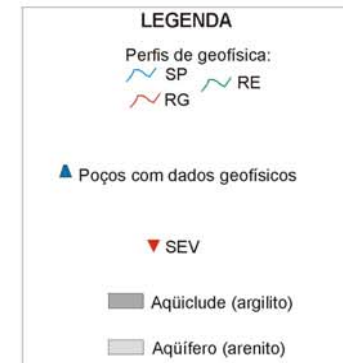 LEGENDA
Perfis de geofísica:
SP
RE
RG
Poços com dados geofísicos
SEV
Aqüiclude (argilito)
Aqüífero (arenito)